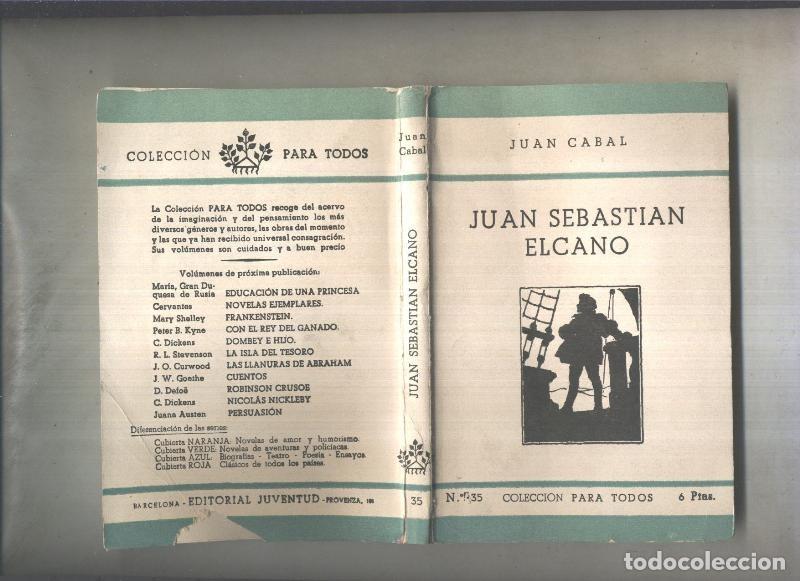 COLECCIÓN PARA TODOS
La Colección PARA TODOS recoge del acervo
de la imaginación y del pensamiento los más
diversos géneros y autores, las obras del momento
y las que ya han recibido universal consagración.
Sus volúmenes son cuidados y a buen precio
Volúmenes de próxima publicación:
María, Gran Du-
quesa de Rusia EDUCACIÓN DE UNA PRINCESA
Cervantes NOVELAS EJEMPLARES.
Mary Shelley FRANKENSTEIN.
Peter B. Kyne CON EL REY DEL GANADO.
C. Dickens DOMBEY E HIJO.
R. L. Stevenson LA ISLA DEL TESORO
J. O. Curwood LAS LLANURAS DE ABRAHAM
J. W. Goethe CUENTOS
D. Defoë ROBINSON CRUSOE
C. Dickens NICOLÁS NICKLEBY
Juana Austen PERSUASIÓN
Diferenciación de las series:
Cubierta NARANJA: Novelas de amor y humorismo.
Cubierta VERDE: Novelas de aventuras y policíacas.
Cubierta AZUL: Biografías - Teatro - Poesía - Ensayos.
Cubierta ROJA Clásicos de todos los países.
BARCELONA - EDITORIAL JUVENTUD - PROVENZA,
Juan
Cabal
JUAN SEBASTIAN ELCANO
35
JUAN CABAL
JUAN SEBASTIAN
ELCANO
N.º 35 COLECCIÓN PARA TODOS 6 Ptas.
todocoleccion